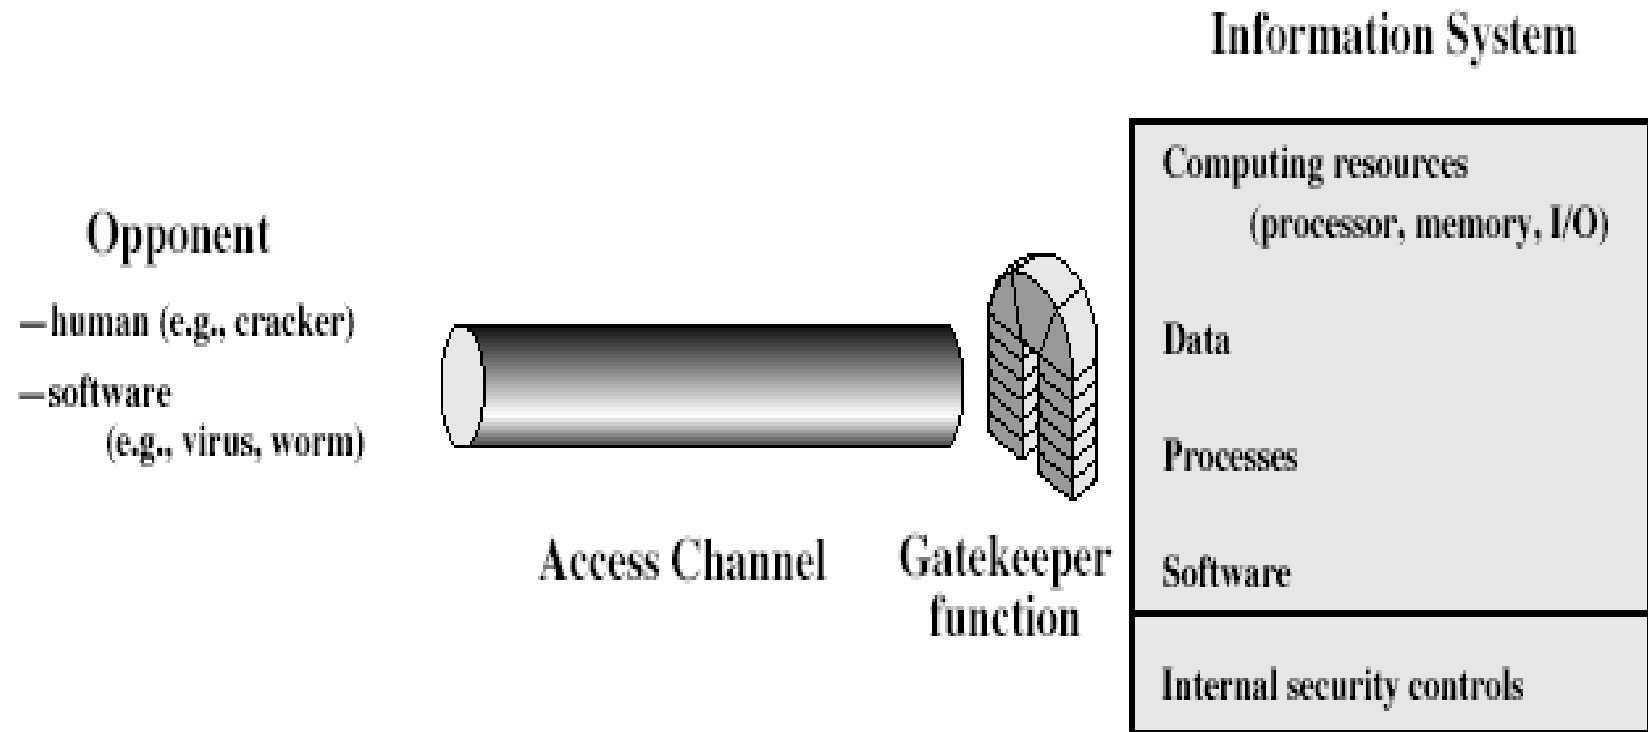 Information System
Opponent
—human (e.g., cracker)
—software
(e.g., virus, worm)
Access Channel
Gatekeeper
function
Computing resources
(processor, memory, I/O)
Data
Processes
Software
Internal security controls